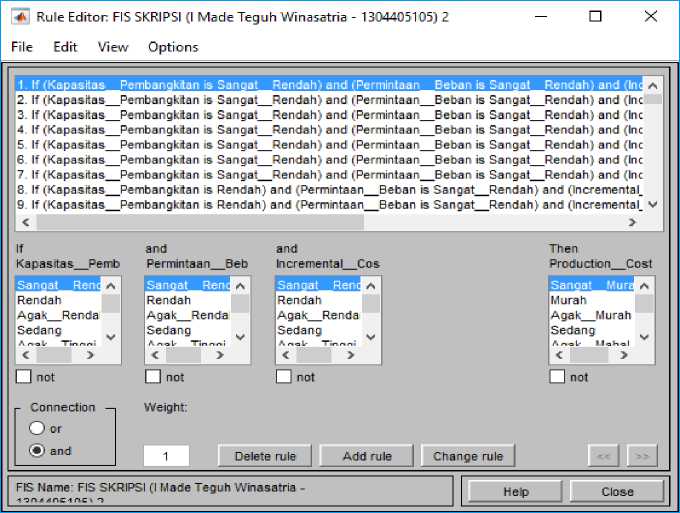 Rule Editor: FIS SKRIPSI (I Made Teguh Winasatria - 1304405105) 2
File Edit View Options
1. If (Kapasitas__Pembangkitan is Sangat__Rendah) and (Permintaan__Beban is Sangat__Rendah) and (Inc
2. If (Kapasitas__Pembangkitan is Sangat__Rendah) and (Permintaan__Beban is Sangat__Rendah) and (Inc
3. If (Kapasitas__Pembangkitan is Sangat__Rendah) and (Permintaan__Beban is Sangat__Rendah) and (Inc
4. If (Kapasitas__Pembangkitan is Sangat__Rendah) and (Permintaan__Beban is Sangat__Rendah) and (Inc
5. If (Kapasitas__Pembangkitan is Sangat__Rendah) and (Permintaan__Beban is Sangat__Rendah) and (Inc
6. If (Kapasitas__Pembangkitan is Sangat__Rendah) and (Permintaan__Beban is Sangat__Rendah) and (Inc
7. If (Kapasitas__Pembangkitan is Sangat__Rendah) and (Permintaan__Beban is Sangat__Rendah) and (Inc
8. If (Kapasitas__Pembangkitan is Rendah) and (Permintaan__Beban is Sangat__Rendah) and (Incremental_
9. If (Kapasitas__Pembangkitan is Rendah) and (Permintaan__Beban is Sangat__Rendah) and (Incremental_
If and and Then
Kapasitas__Pemb Permintaan__Beb Incremental__Cos Production__Cost
Sangat__Rend Sangat__Rend Sangat__Rend Sangat__Mura
Rendah Rendah Rendah Murah
Agak__Rendal Agak__Rendal Agak__Rendal Agak__Murah
Sedang Sedang Sedang Sedang
Agak__Tinggi Agak__Tinggi Agak__Tinggi Agak__Mahal
not not not not
Connection Weight:
or
and 1 Delete rule Add rule Change rule << >>
FIS Name: FIS SKRIPSI (I Made Teguh Winasatria -
1304405105) 2
Help Close